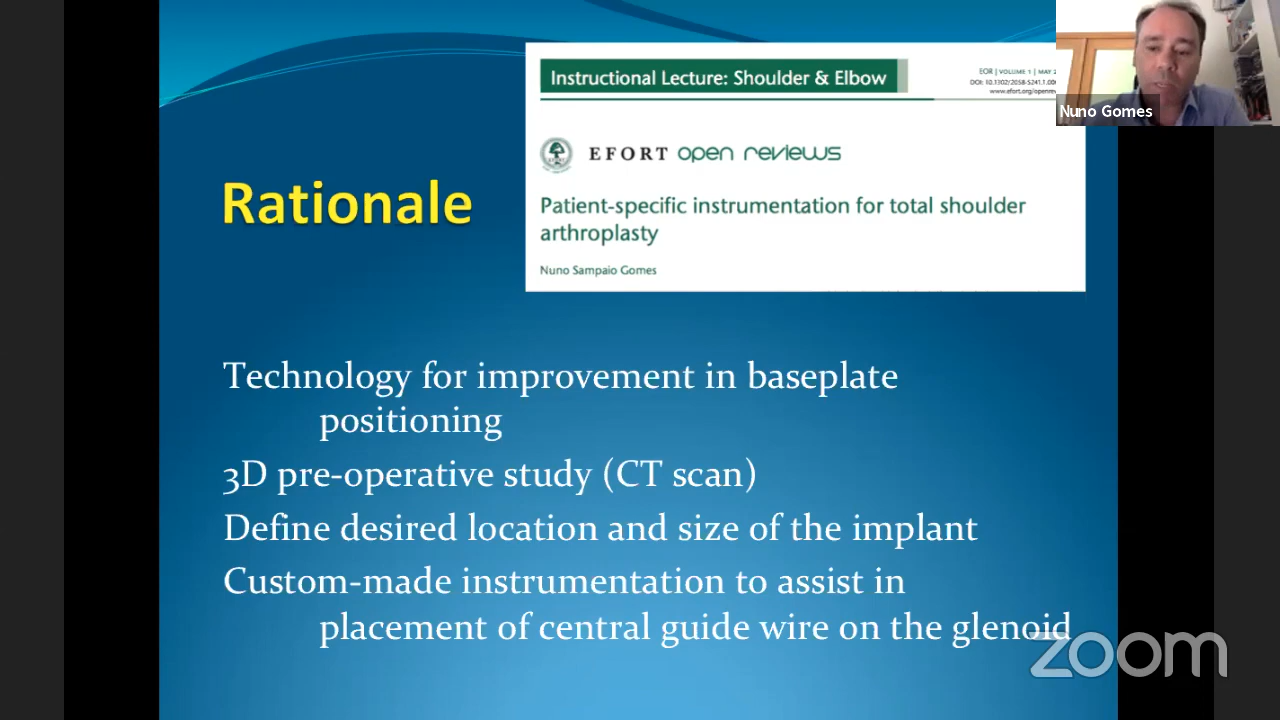 Instructional Lecture: Shoulder & Elbow
EOR | VOLUME 1 | MAY
DOI: 10.1302/2058-5241.1.00
www.efort.org/openre
Nuno Gomes
EFORT open reviews
Rationale
Patient-specific instrumentation for total shoulder
arthroplasty
Nuno Sampaio Gomes
Technology for improvement in baseplate
positioning
3D pre-operative study (CT scan)
Define desired location and size of the implant
Custom-made instrumentation to assist in
placement of central guide wire on the glenoid
zoom